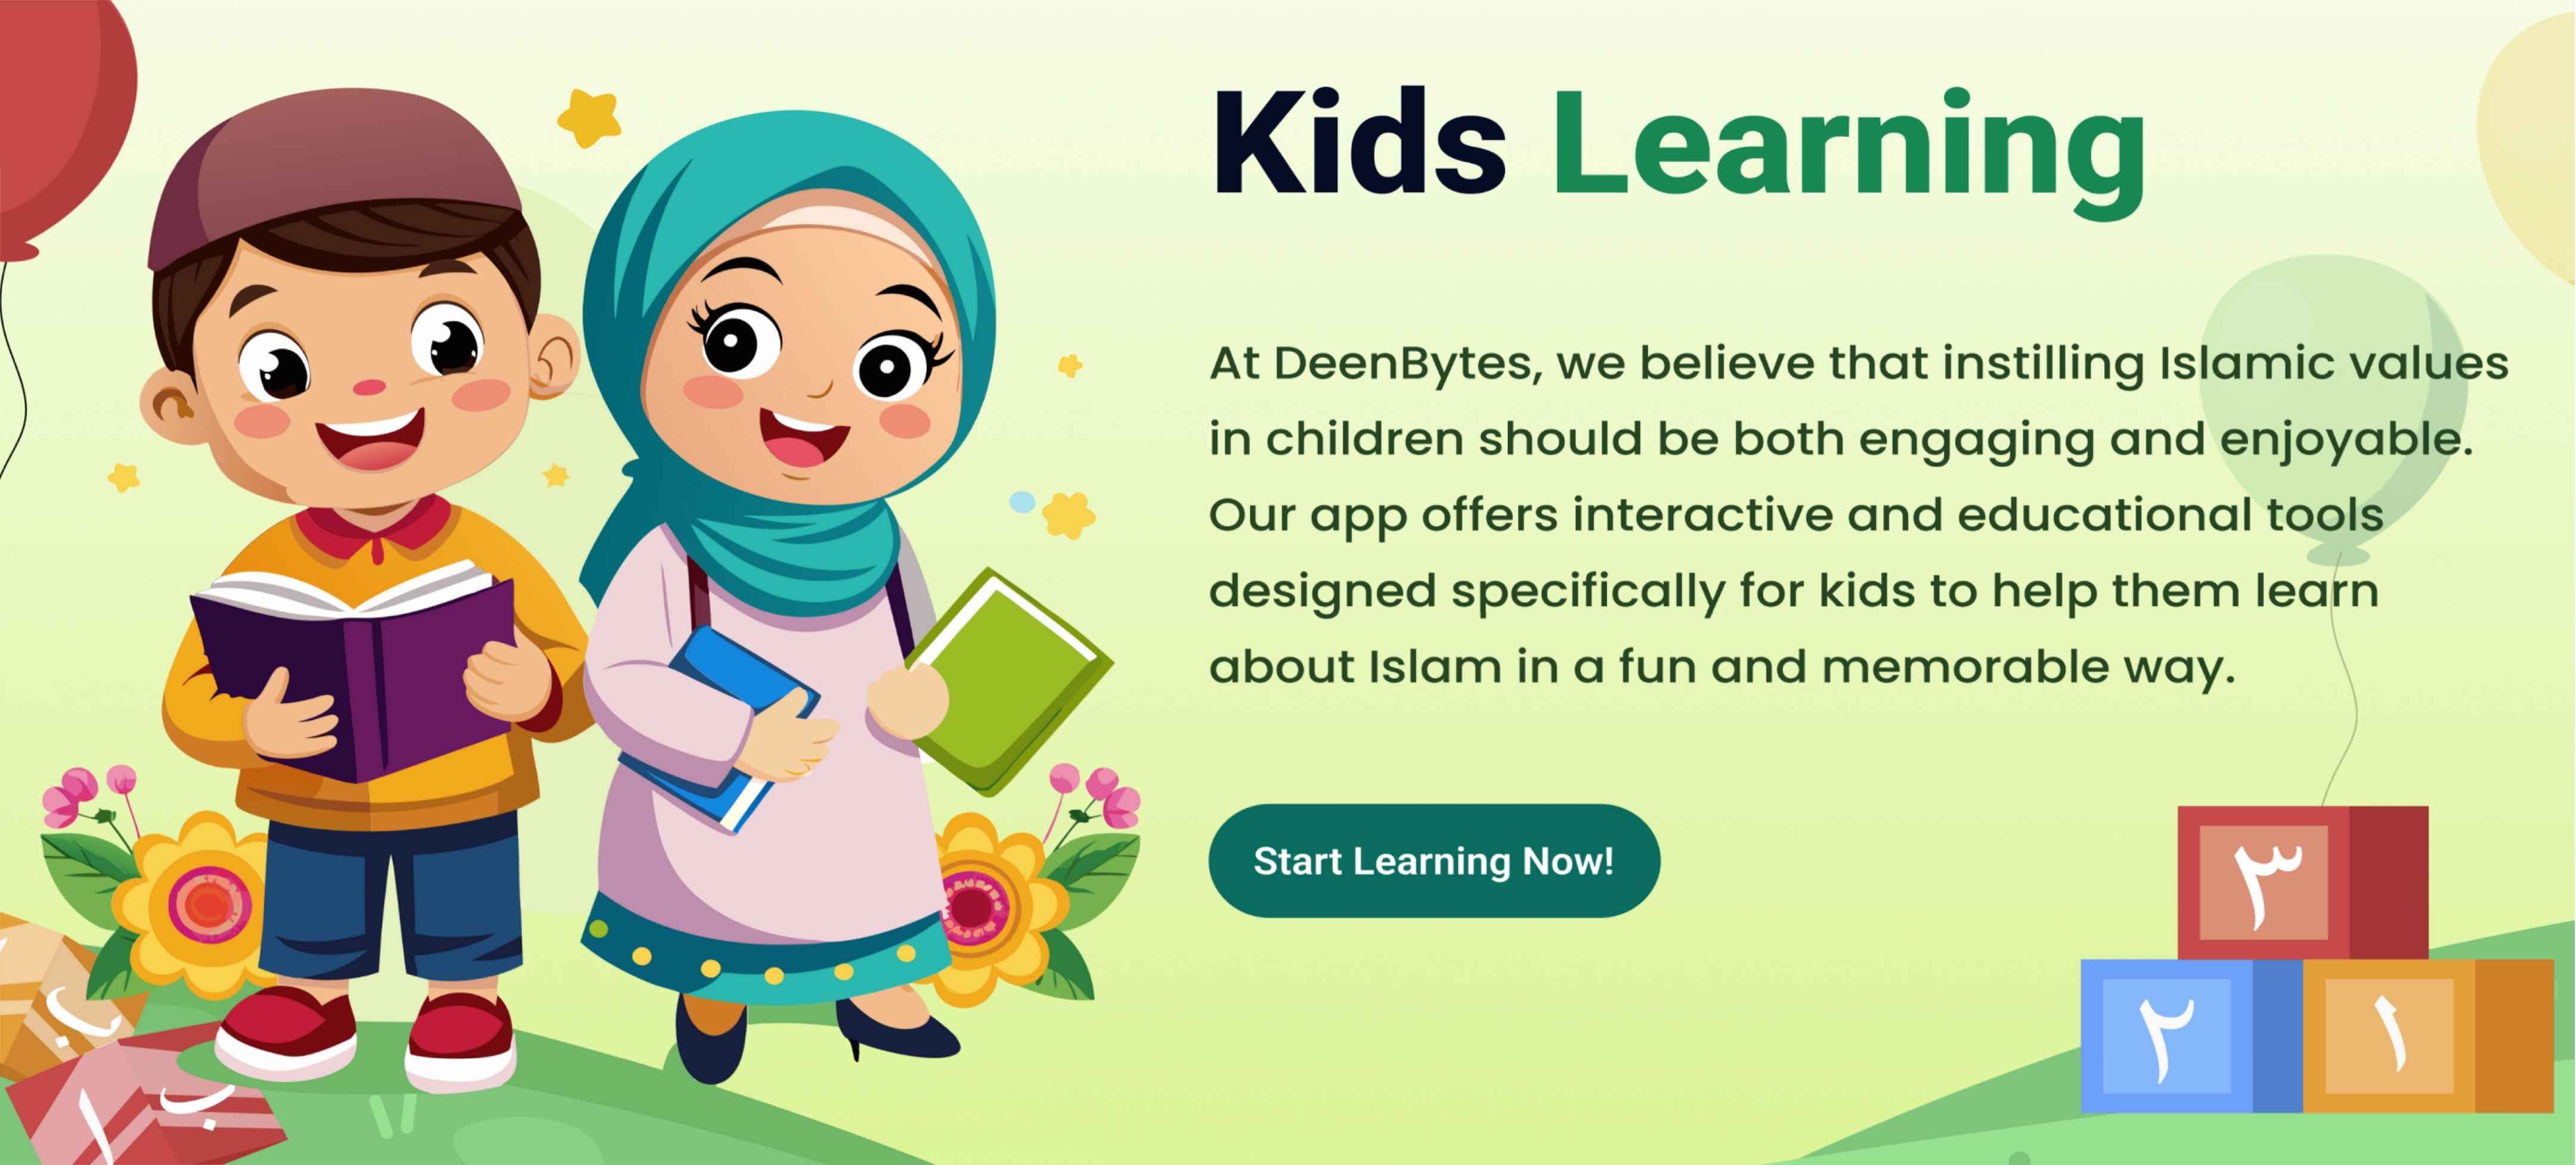 Kids Learning
At DeenBytes, we believe that instilling Islamic values
in children should be both engaging and enjoyable.
Our app offers interactive and educational tools
designed specifically for kids to help them learn
about Islam in a fun and memorable way.
Start Learning Now!
٣
٢ ١
ب
ا ب